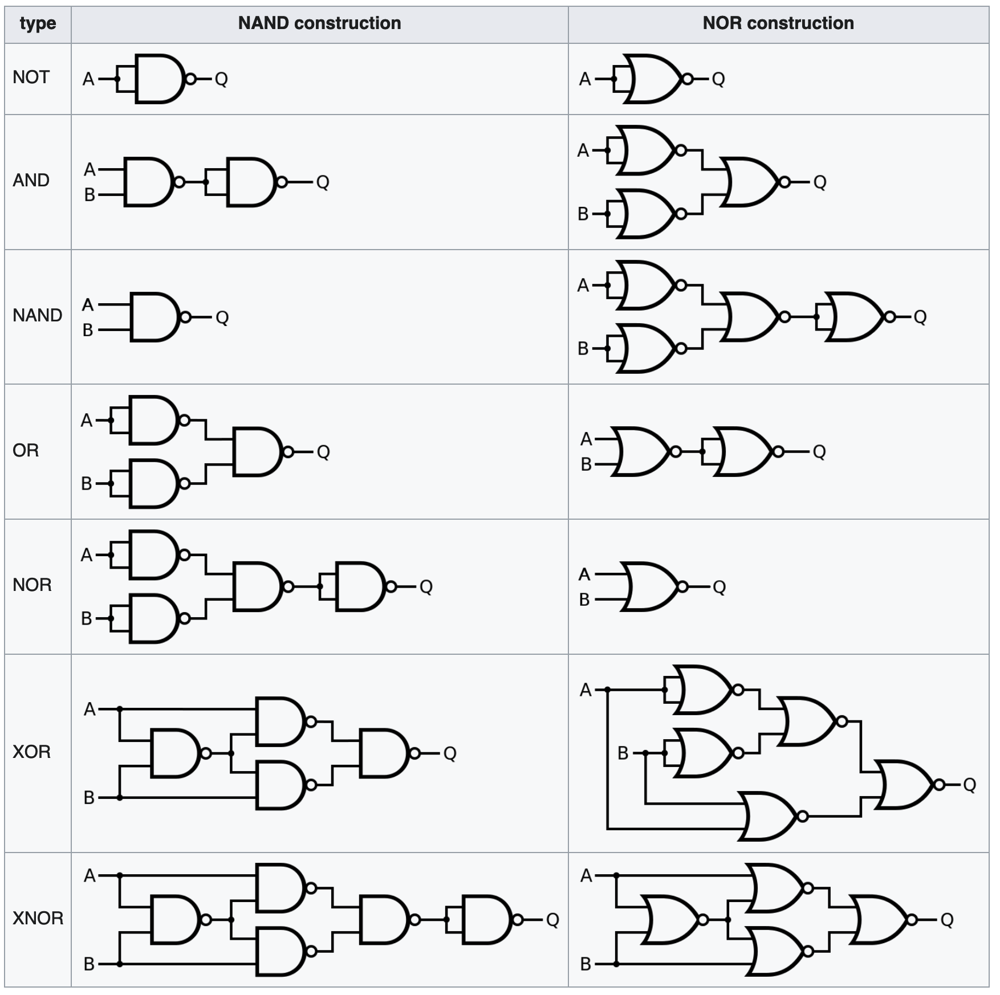 type NAND construction NOR construction
NOT A Q A Q
AND A B Q A B Q
NAND A B Q A B Q
OR A B Q A B Q
NOR A B Q A B Q
XOR A B Q A B Q
XNOR A B Q A B Q